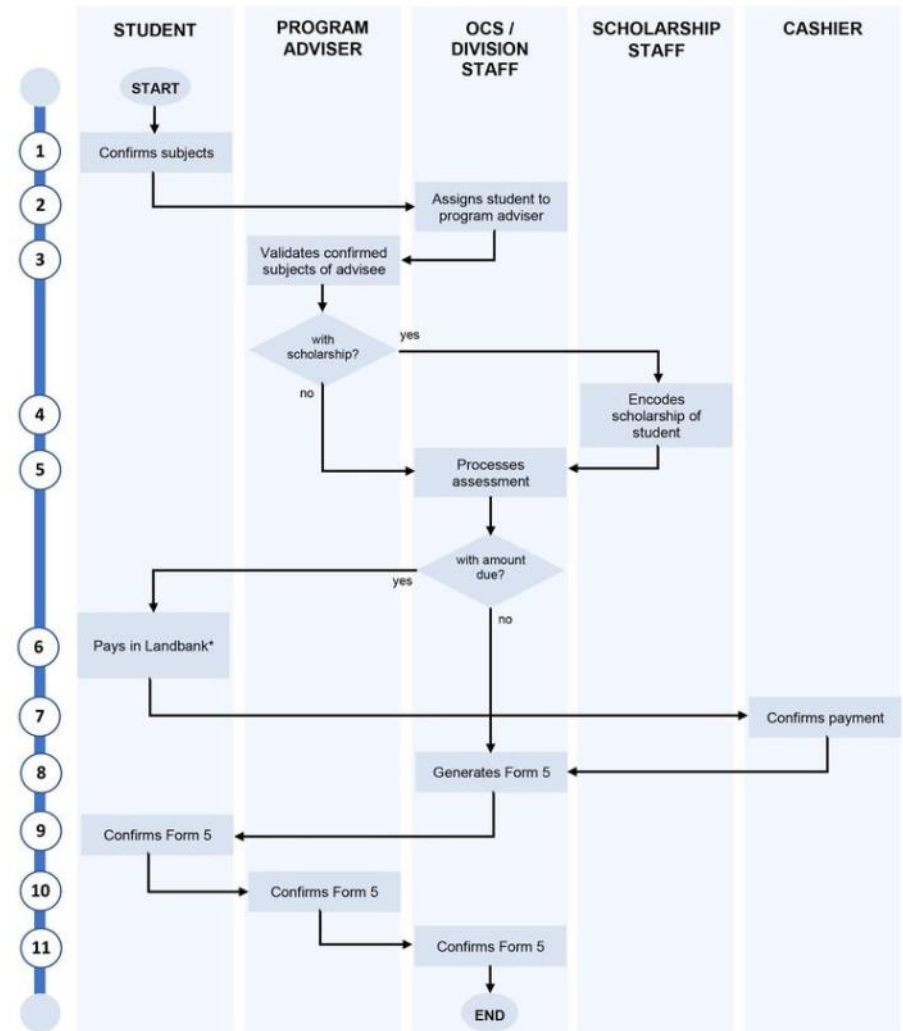 STUDENT
PROGRAM
ADVISER
OCS /
DIVISION
STAFF
SCHOLARSHIP
STAFF
CASHIER
START
1
Confirms subjects
2
Assigns student to
program adviser
3
Validates confirmed
subjects of advisee
with
scholarship?
yes
no
4
Encodes
scholarship of
student
5
Processes
assessment
with amount
due?
yes
no
6
Pays in Landbank*
7
Confirms payment
8
Generates Form 5
9
Confirms Form 5
10
Confirms Form 5
11
Confirms Form 5
END